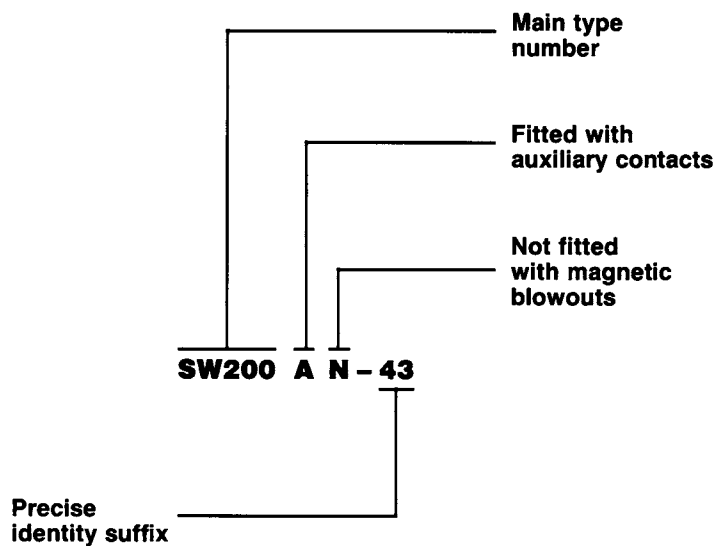 Main type
number
Fitted with
auxiliary contacts
Not fitted
with magnetic
blowouts
SW200 A N – 43
Precise
identity suffix